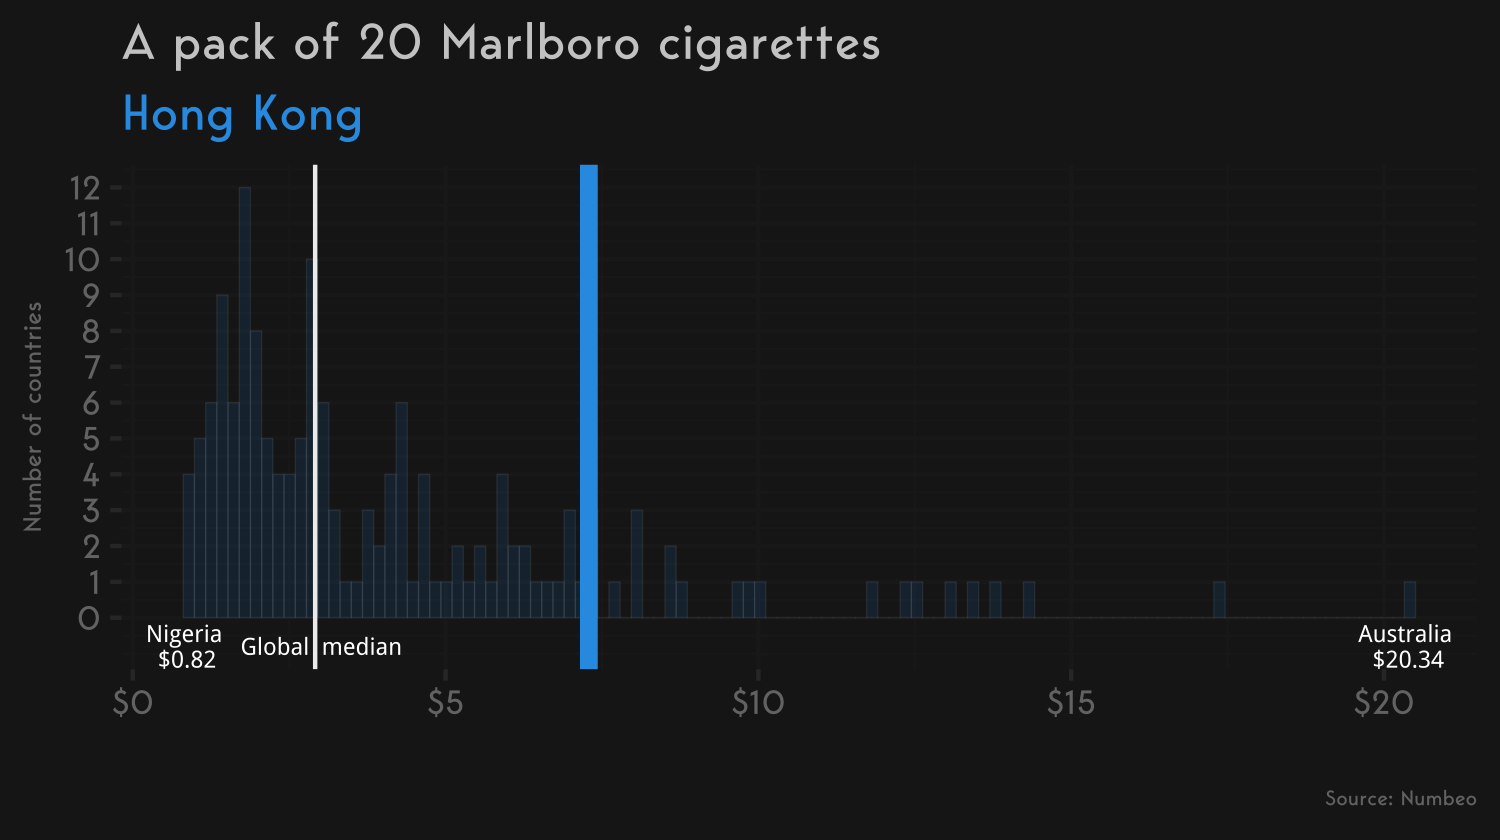 A pack of 20 Marlboro cigarettes
Hong Kong
Number of countries
12
11
10
9
8
7
6
5
4
3
2
1
0
Nigeria
$0.82
Global median
Australia
$20.34
$0 $5 $10 $15 $20
Source: Numbeo